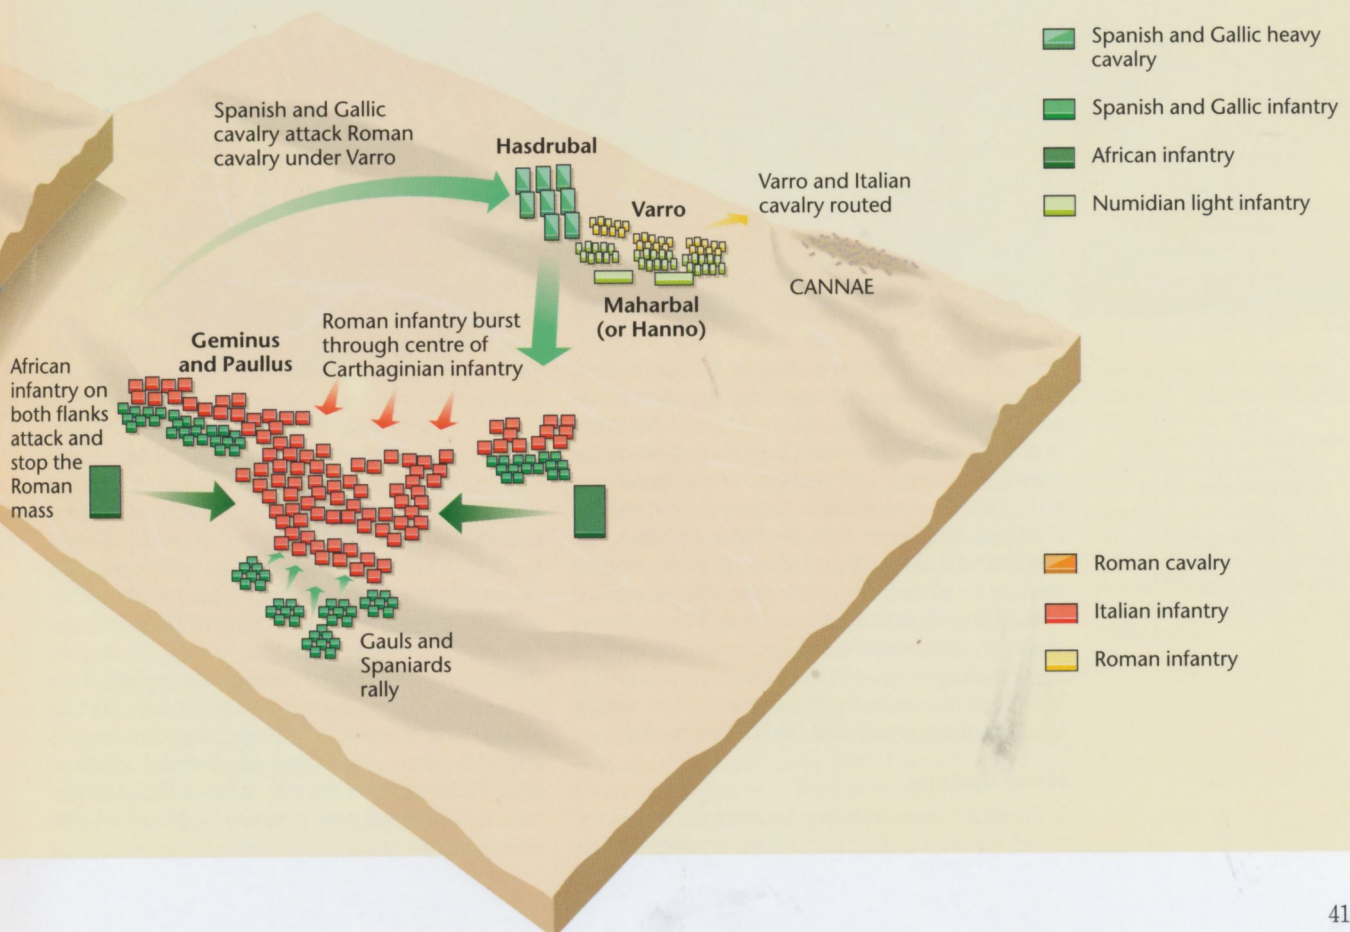 Spanish and Gallic heavy
cavalry
Spanish and Gallic infantry
African infantry
Numidian light infantry
Spanish and Gallic
cavalry attack Roman
cavalry under Varro
Hasdrubal
Varro
Varro and Italian
cavalry routed
CANNAE
Maharbal
(or Hanno)
Geminus
and Paullus
Roman infantry burst
through centre of
Carthaginian infantry
African
infantry on
both flanks
attack and
stop the
Roman
mass
Gauls and
Spaniards
rally
Roman cavalry
Italian infantry
Roman infantry
41